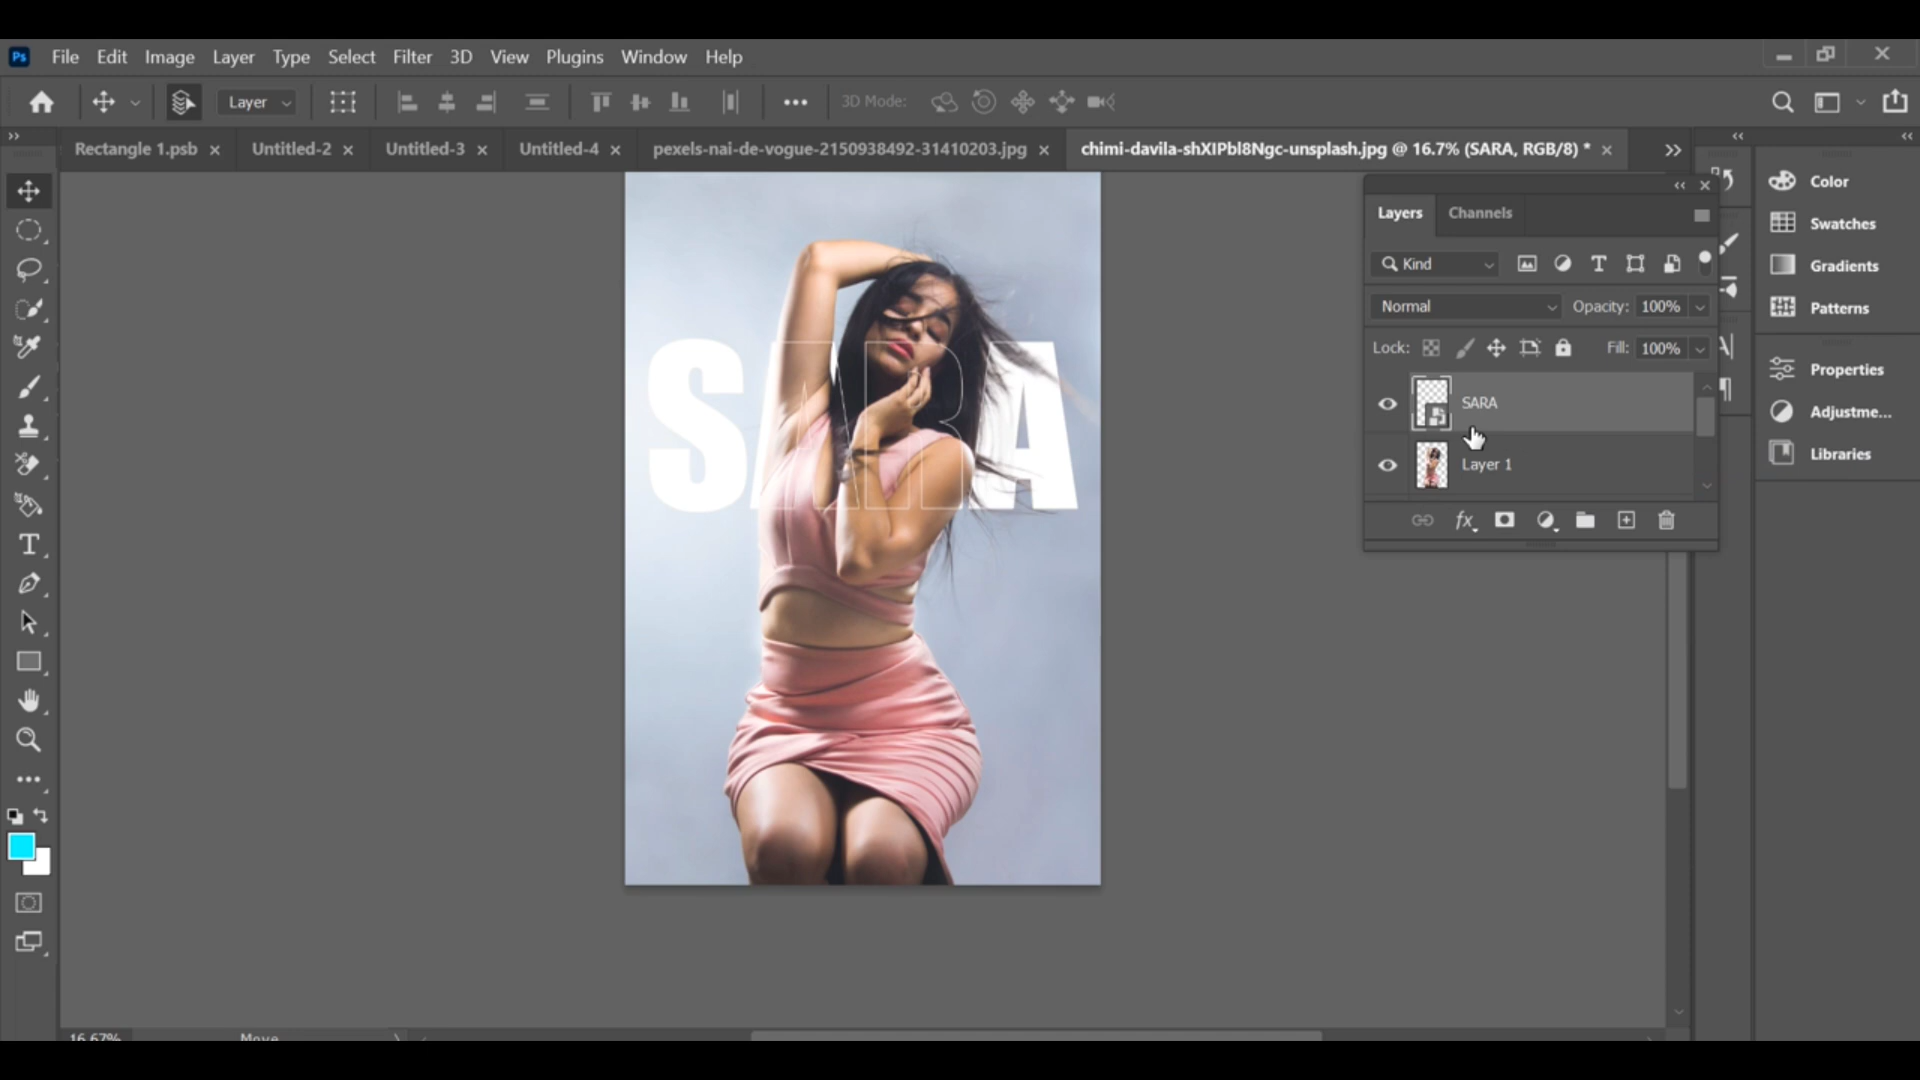 Ps File Edit Image Layer Type Select Filter 3D View Plugins Window Help
Layer 3D Mode:
Rectangle 1.psb × Untitled-2 × Untitled-3 × Untitled-4 × pexels-nai-de-vogue-2150938492-31410203.jpg × chimi-davila-shXIPbl8Ngc-unsplash.jpg @ 16.7% (SARA, RGB/8) * ×
Layers Channels
Kind
Normal Opacity: 100%
Lock: Fill: 100%
SARA
Layer 1
Color
Swatches
Gradients
Patterns
Properties
Adjustme...
Libraries
SARA
16.67% Move